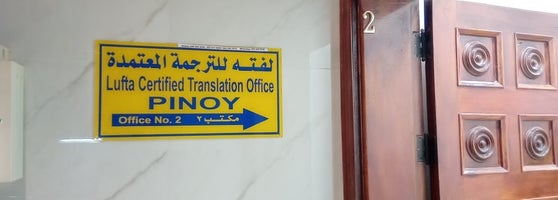 لفته للترجمة المعتمدة
Lufta Certified Translation Office
PINOY
Office No. 2 مكتب ٢
2